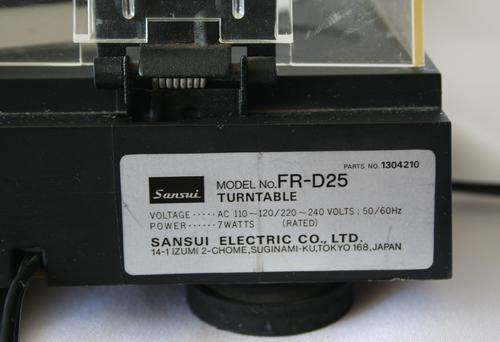 PARTS NO. 1304210
Sansui MODEL No. FR-D25
TURNTABLE
VOLTAGE ····· AC 110~120/220~240 VOLTS ; 50/60Hz
POWER ····· 7WATTS (RATED)
SANSUI ELECTRIC CO., LTD.
14-1 IZUMI 2-CHOME, SUGINAMI-KU, TOKYO 168, JAPAN